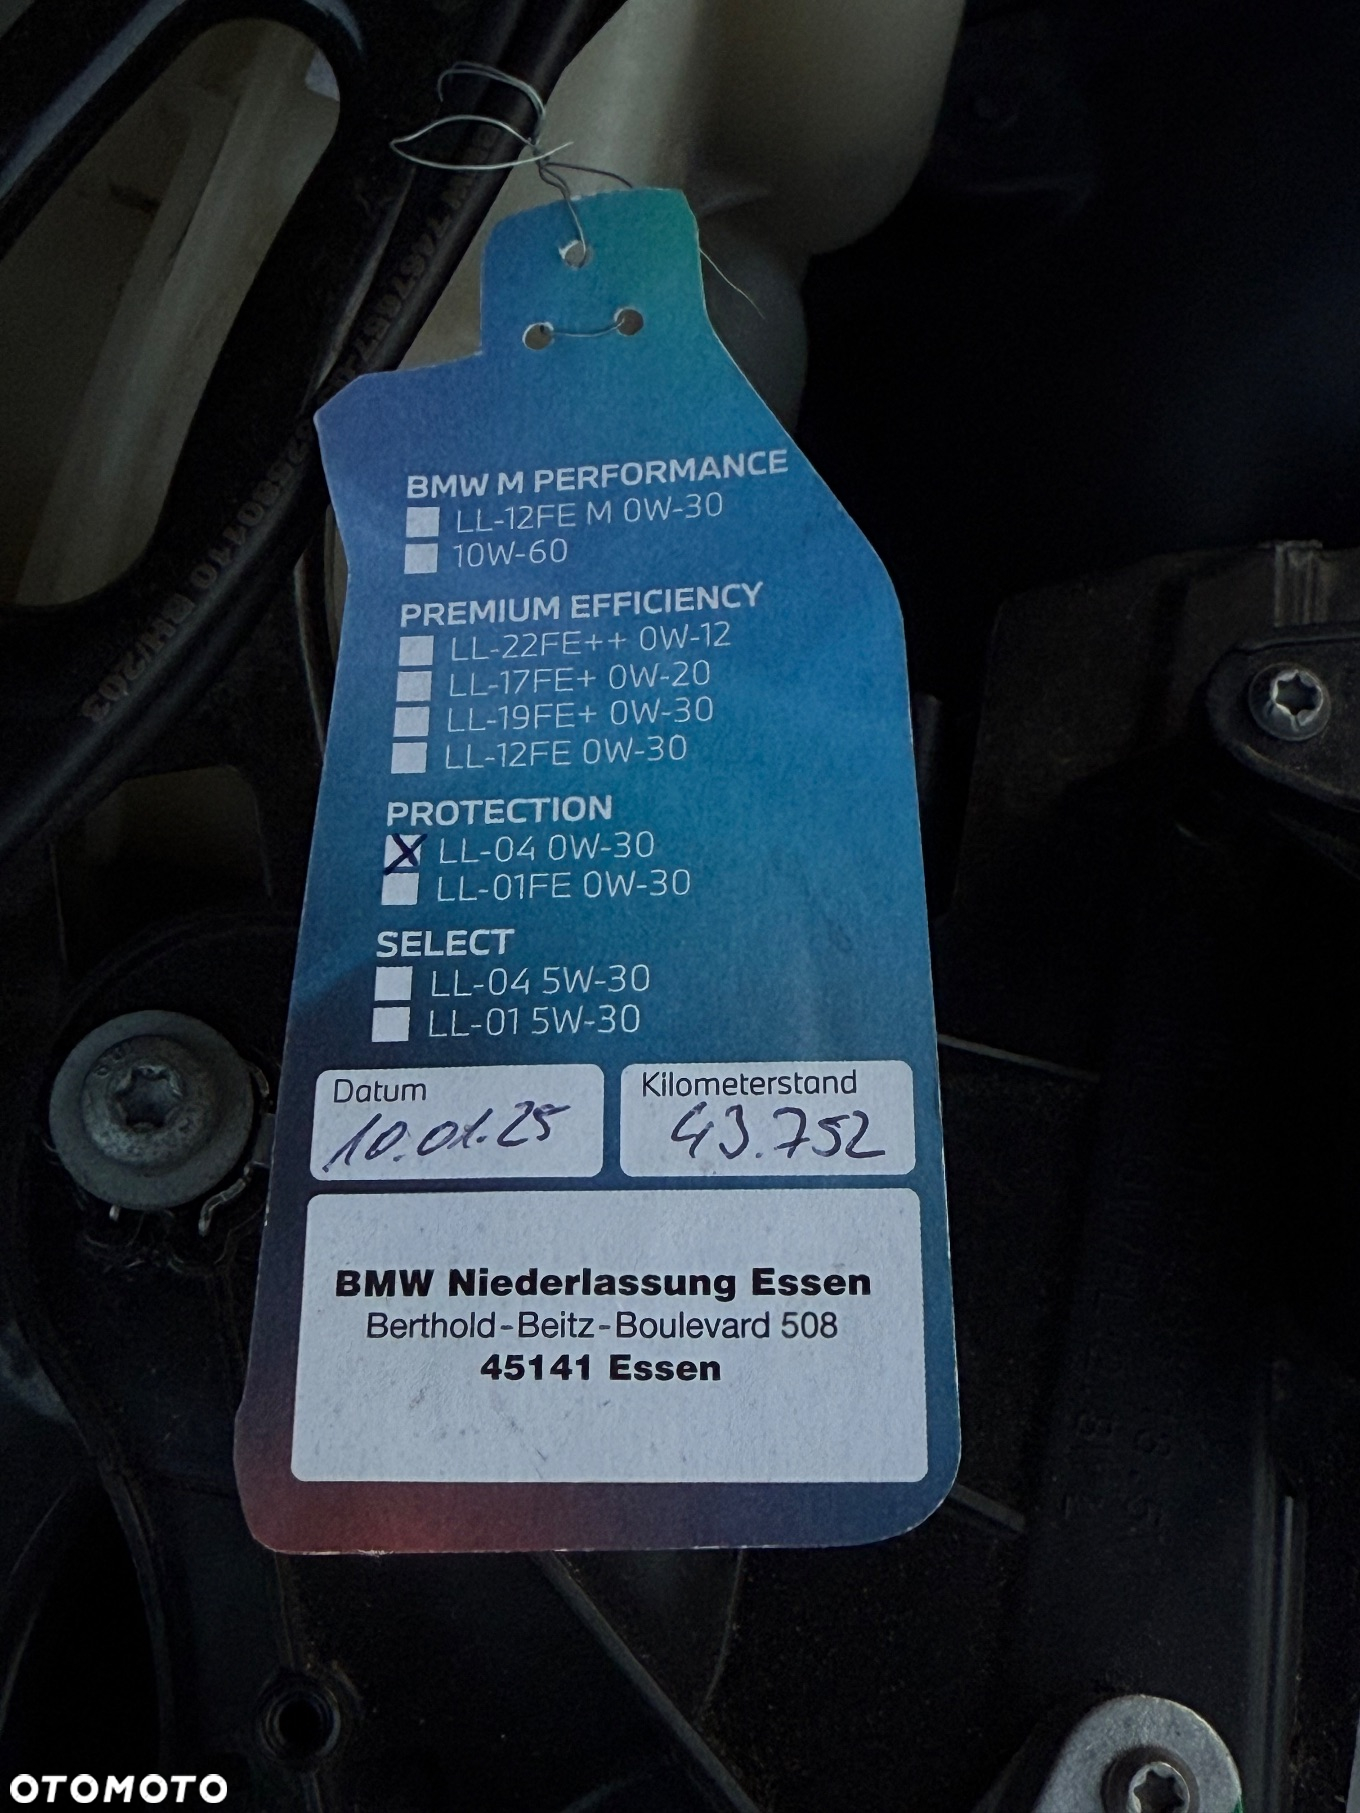 BMW M PERFORMANCE
LL-12FE M 0W-30
10W-60
PREMIUM EFFICIENCY
LL-22FE++ 0W-12
LL-17FE+ 0W-20
LL-19FE+ 0W-30
LL-12FE 0W-30
PROTECTION
X LL-04 0W-30
LL-01FE 0W-30
SELECT
LL-04 5W-30
LL-01 5W-30
Datum
10.01.25
Kilometerstand
43.752
BMW Niederlassung Essen
Berthold-Beitz-Boulevard 508
45141 Essen
OTOMOTO